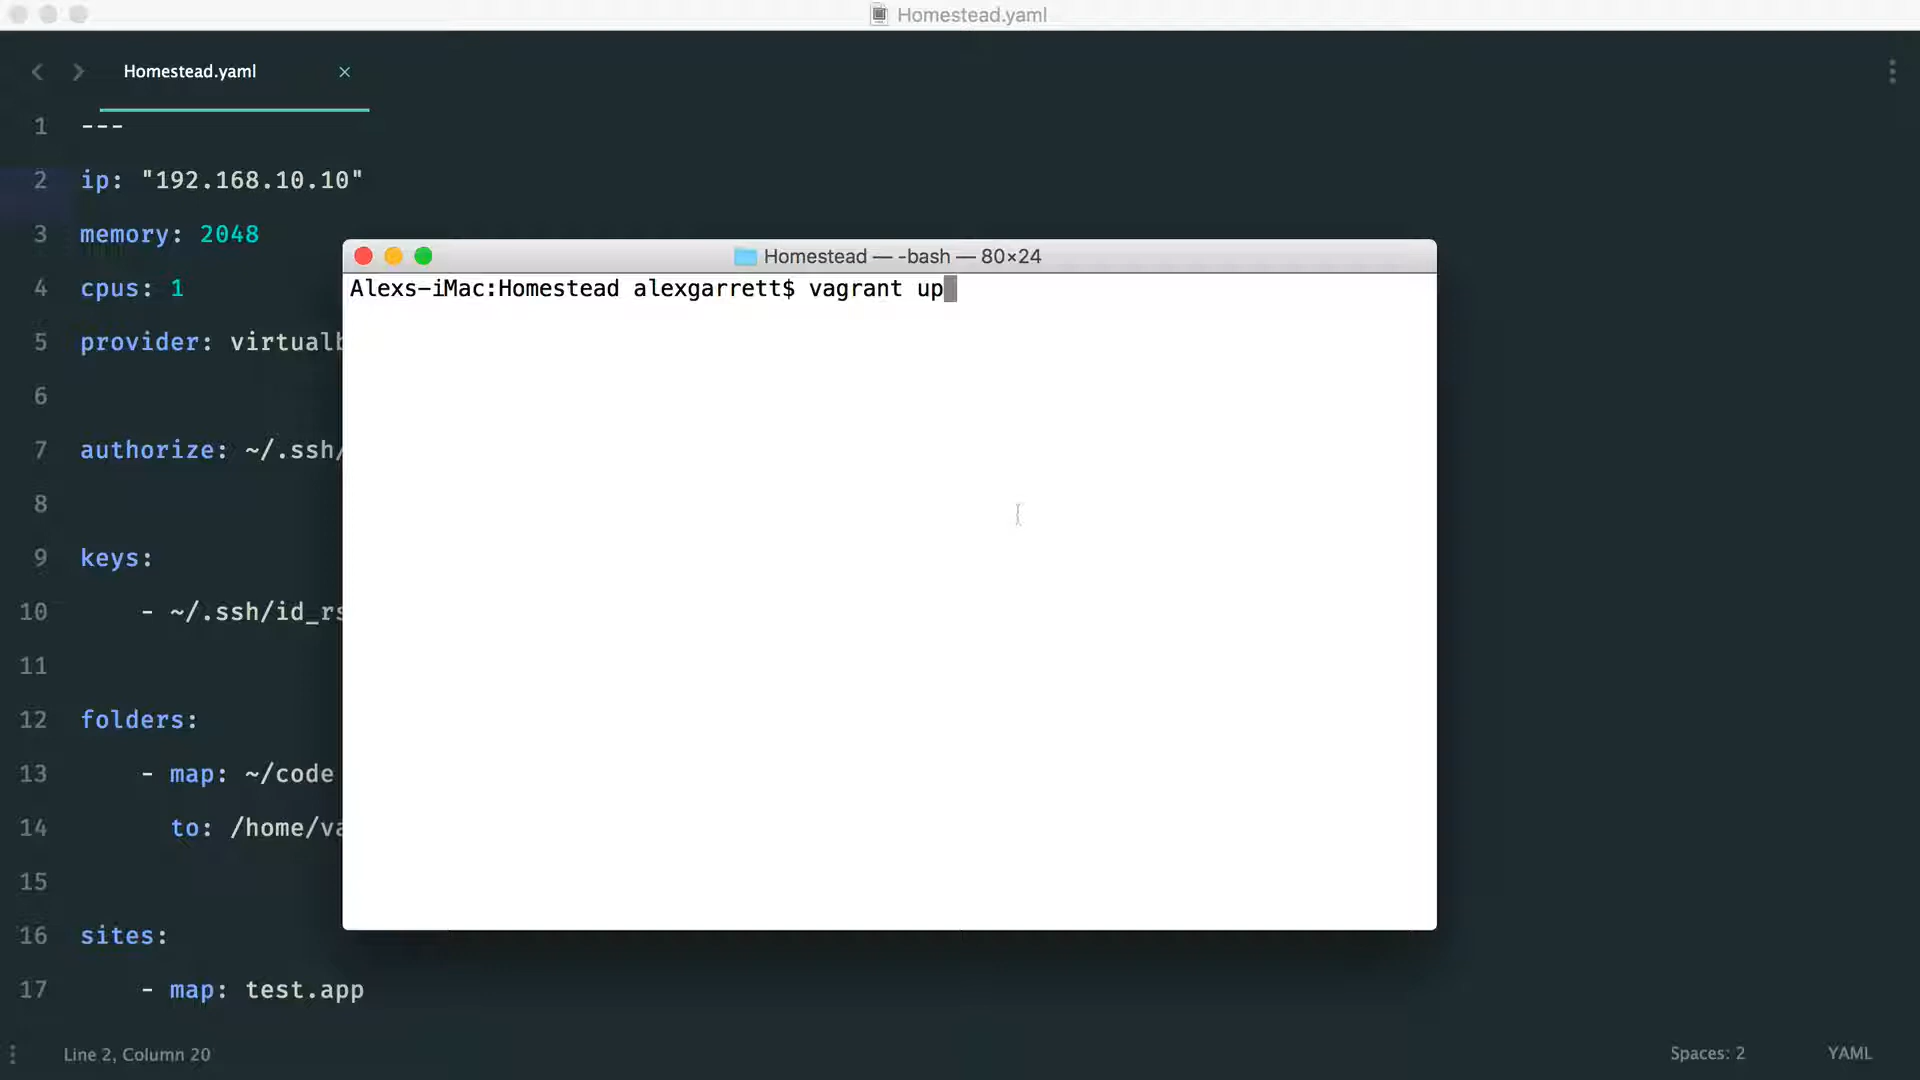 Homestead.yaml
Homestead.yaml ×
1 ---
2 ip: "192.168.10.10"
3 memory: 2048
4 cpus: 1
5 provider: virtualb
6
7 authorize: ~/.ssh/
8
9 keys:
10 - ~/.ssh/id_rs
11
12 folders:
13 - map: ~/code
14 to: /home/va
15
16 sites:
17 - map: test.app
Homestead — -bash — 80×24
Alexs-iMac:Homestead alexgarrett$ vagrant up
Line 2, Column 20
Spaces: 2
YAML